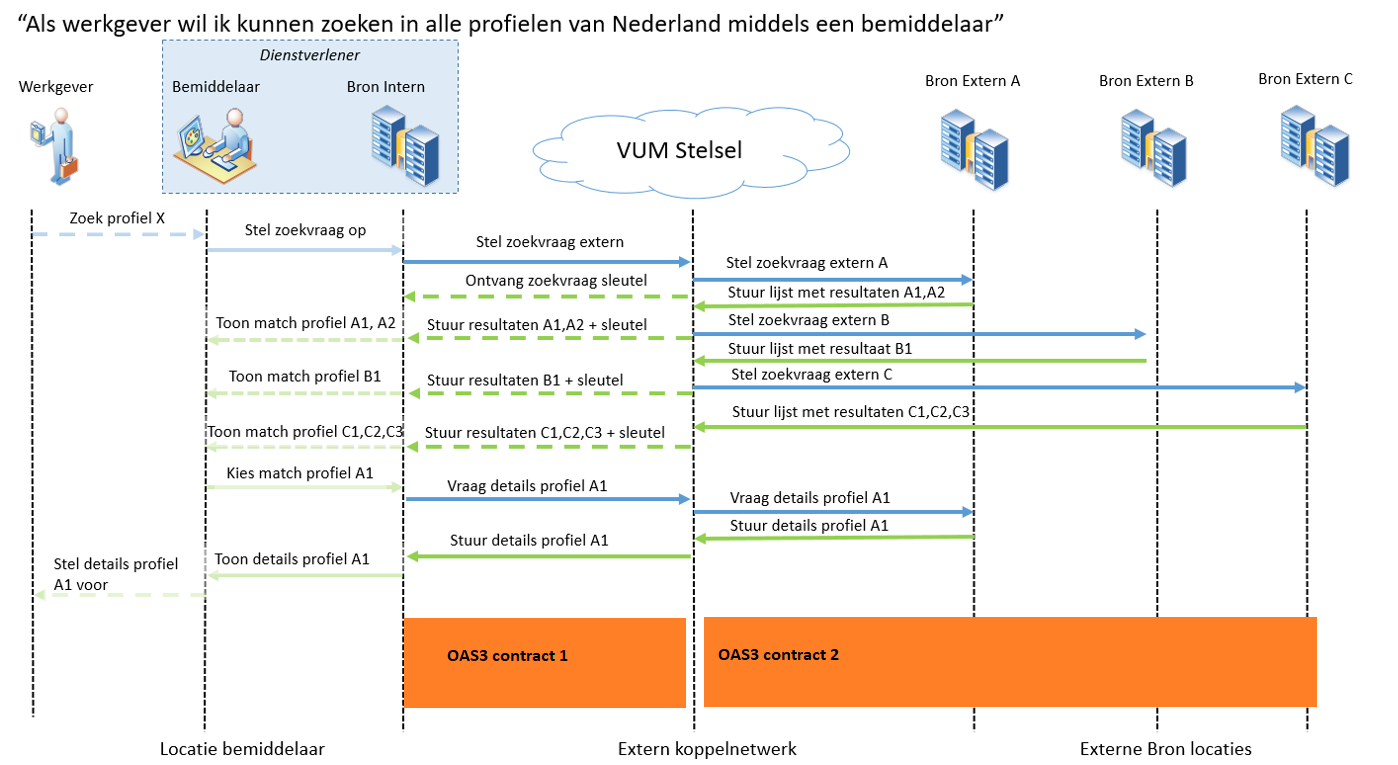 “Als werkgever wil ik kunnen zoeken in alle profielen van Nederland middels een bemiddelaar”
Dienstverlener
Werkgever
Bemiddelaar
Bron Intern
VUM Stelsel
Bron Extern A
Bron Extern B
Bron Extern C
Zoek profiel X
Stel zoekvraag op
Stel zoekvraag extern
Stel zoekvraag extern A
Ontvang zoekvraag sleutel
Stuur lijst met resultaten A1,A2
Toon match profiel A1, A2
Stuur resultaten A1,A2 + sleutel
Stel zoekvraag extern B
Stuur lijst met resultaat B1
Toon match profiel B1
Stuur resultaten B1 + sleutel
Stel zoekvraag extern C
Stuur lijst met resultaten C1,C2,C3
Toon match profiel C1,C2,C3
Stuur resultaten C1,C2,C3 + sleutel
Kies match profiel A1
Vraag details profiel A1
Vraag details profiel A1
Stuur details profiel A1
Stuur details profiel A1
Toon details profiel A1
Stel details profiel
A1 voor
OAS3 contract 1
OAS3 contract 2
Locatie bemiddelaar
Extern koppelnetwerk
Externe Bron locaties